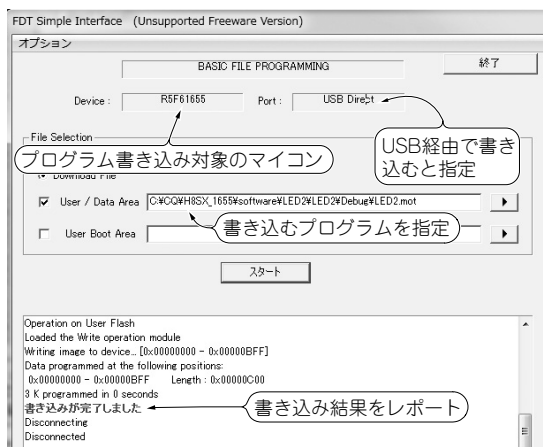 FDT Simple Interface (Unsupported Freeware Version)
オプション
BASIC FILE PROGRAMMING
終了
Device : R5F61655 Port : USB Direct
File Selection
プログラム書き込み対象のマイコン
USB経由で書き
込むと指定
Download File
User / Data Area C:¥CQ¥H8SX_1655¥software¥LED2¥LED2¥Debug¥LED2.mot
User Boot Area
書き込むプログラムを指定
スタート
Operation on User Flash
Loaded the Write operation module
Writing image to device... [0x00000000 - 0x00000BFF]
Data programmed at the following positions:
0x00000000 - 0x00000BFF Length : 0x00000C00
3 K programmed in 0 seconds
書き込みが完了しました
書き込み結果をレポート
Disconnecting
Disconnected